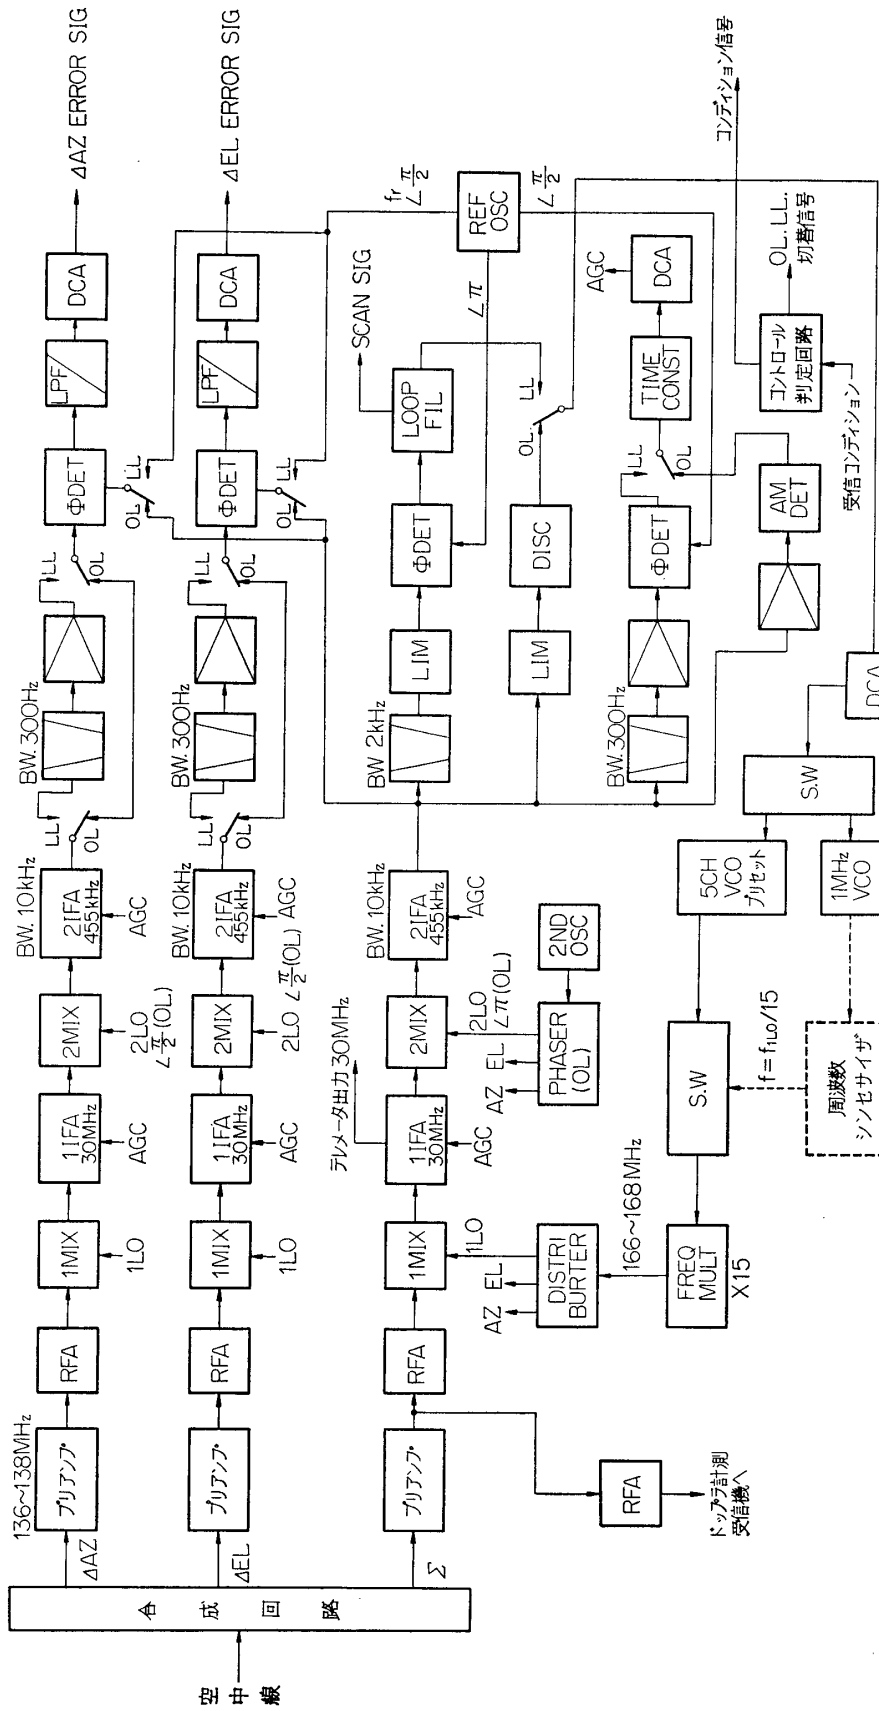 空中線
合成回路
ΔAZ
136~138MHz
プリアンプ
RFA
1MIX
1LO
1IFA
30MHz
AGC
2MIX
2LO
∠π/2(OL)
BW.10kHz
2IFA
455kHz
AGC
LL
OL
BW.300Hz
LL
OL
ΦDET
OL
LL
LPF
DCA
ΔAZ ERROR SIG
ΔEL
プリアンプ
RFA
1MIX
1LO
1IFA
30MHz
AGC
2MIX
2LO ∠π/2(OL)
BW.10kHz
2IFA
455kHz
AGC
LL
OL
BW.300Hz
LL
OL
ΦDET
OL
LL
LPF
DCA
ΔEL ERROR SIG
Σ
プリアンプ
RFA
1MIX
1LO
テレメータ出力30MHz
1IFA
30MHz
AGC
2MIX
2LO
∠π(OL)
BW.10kHz
2IFA
455kHz
AGC
BW 2kHz
LIM
ΦDET
LOOP
FIL
SCAN SIG
∠π
fr
∠π/2
REF
OSC
∠π/2
LIM
DISC
OL
LL
BW.300Hz
ΦDET
LL
OL
TIME
CONST
DCA
AGC
AM
DET
RFA
ドップラ計測
受信機へ
AZ
EL
DISTRI
BURTER
166~168MHz
FREQ
MULT
X15
AZ
EL
PHASER
(OL)
2ND
OSC
S.W
f=f1LO/15
周波数
シンセサイザ
5CH
VCO
プリセット
1MHz
VCO
S.W
DCA
受信コンディション
コントロール
判定回路
OL.LL.
切替信号
コンディション信号